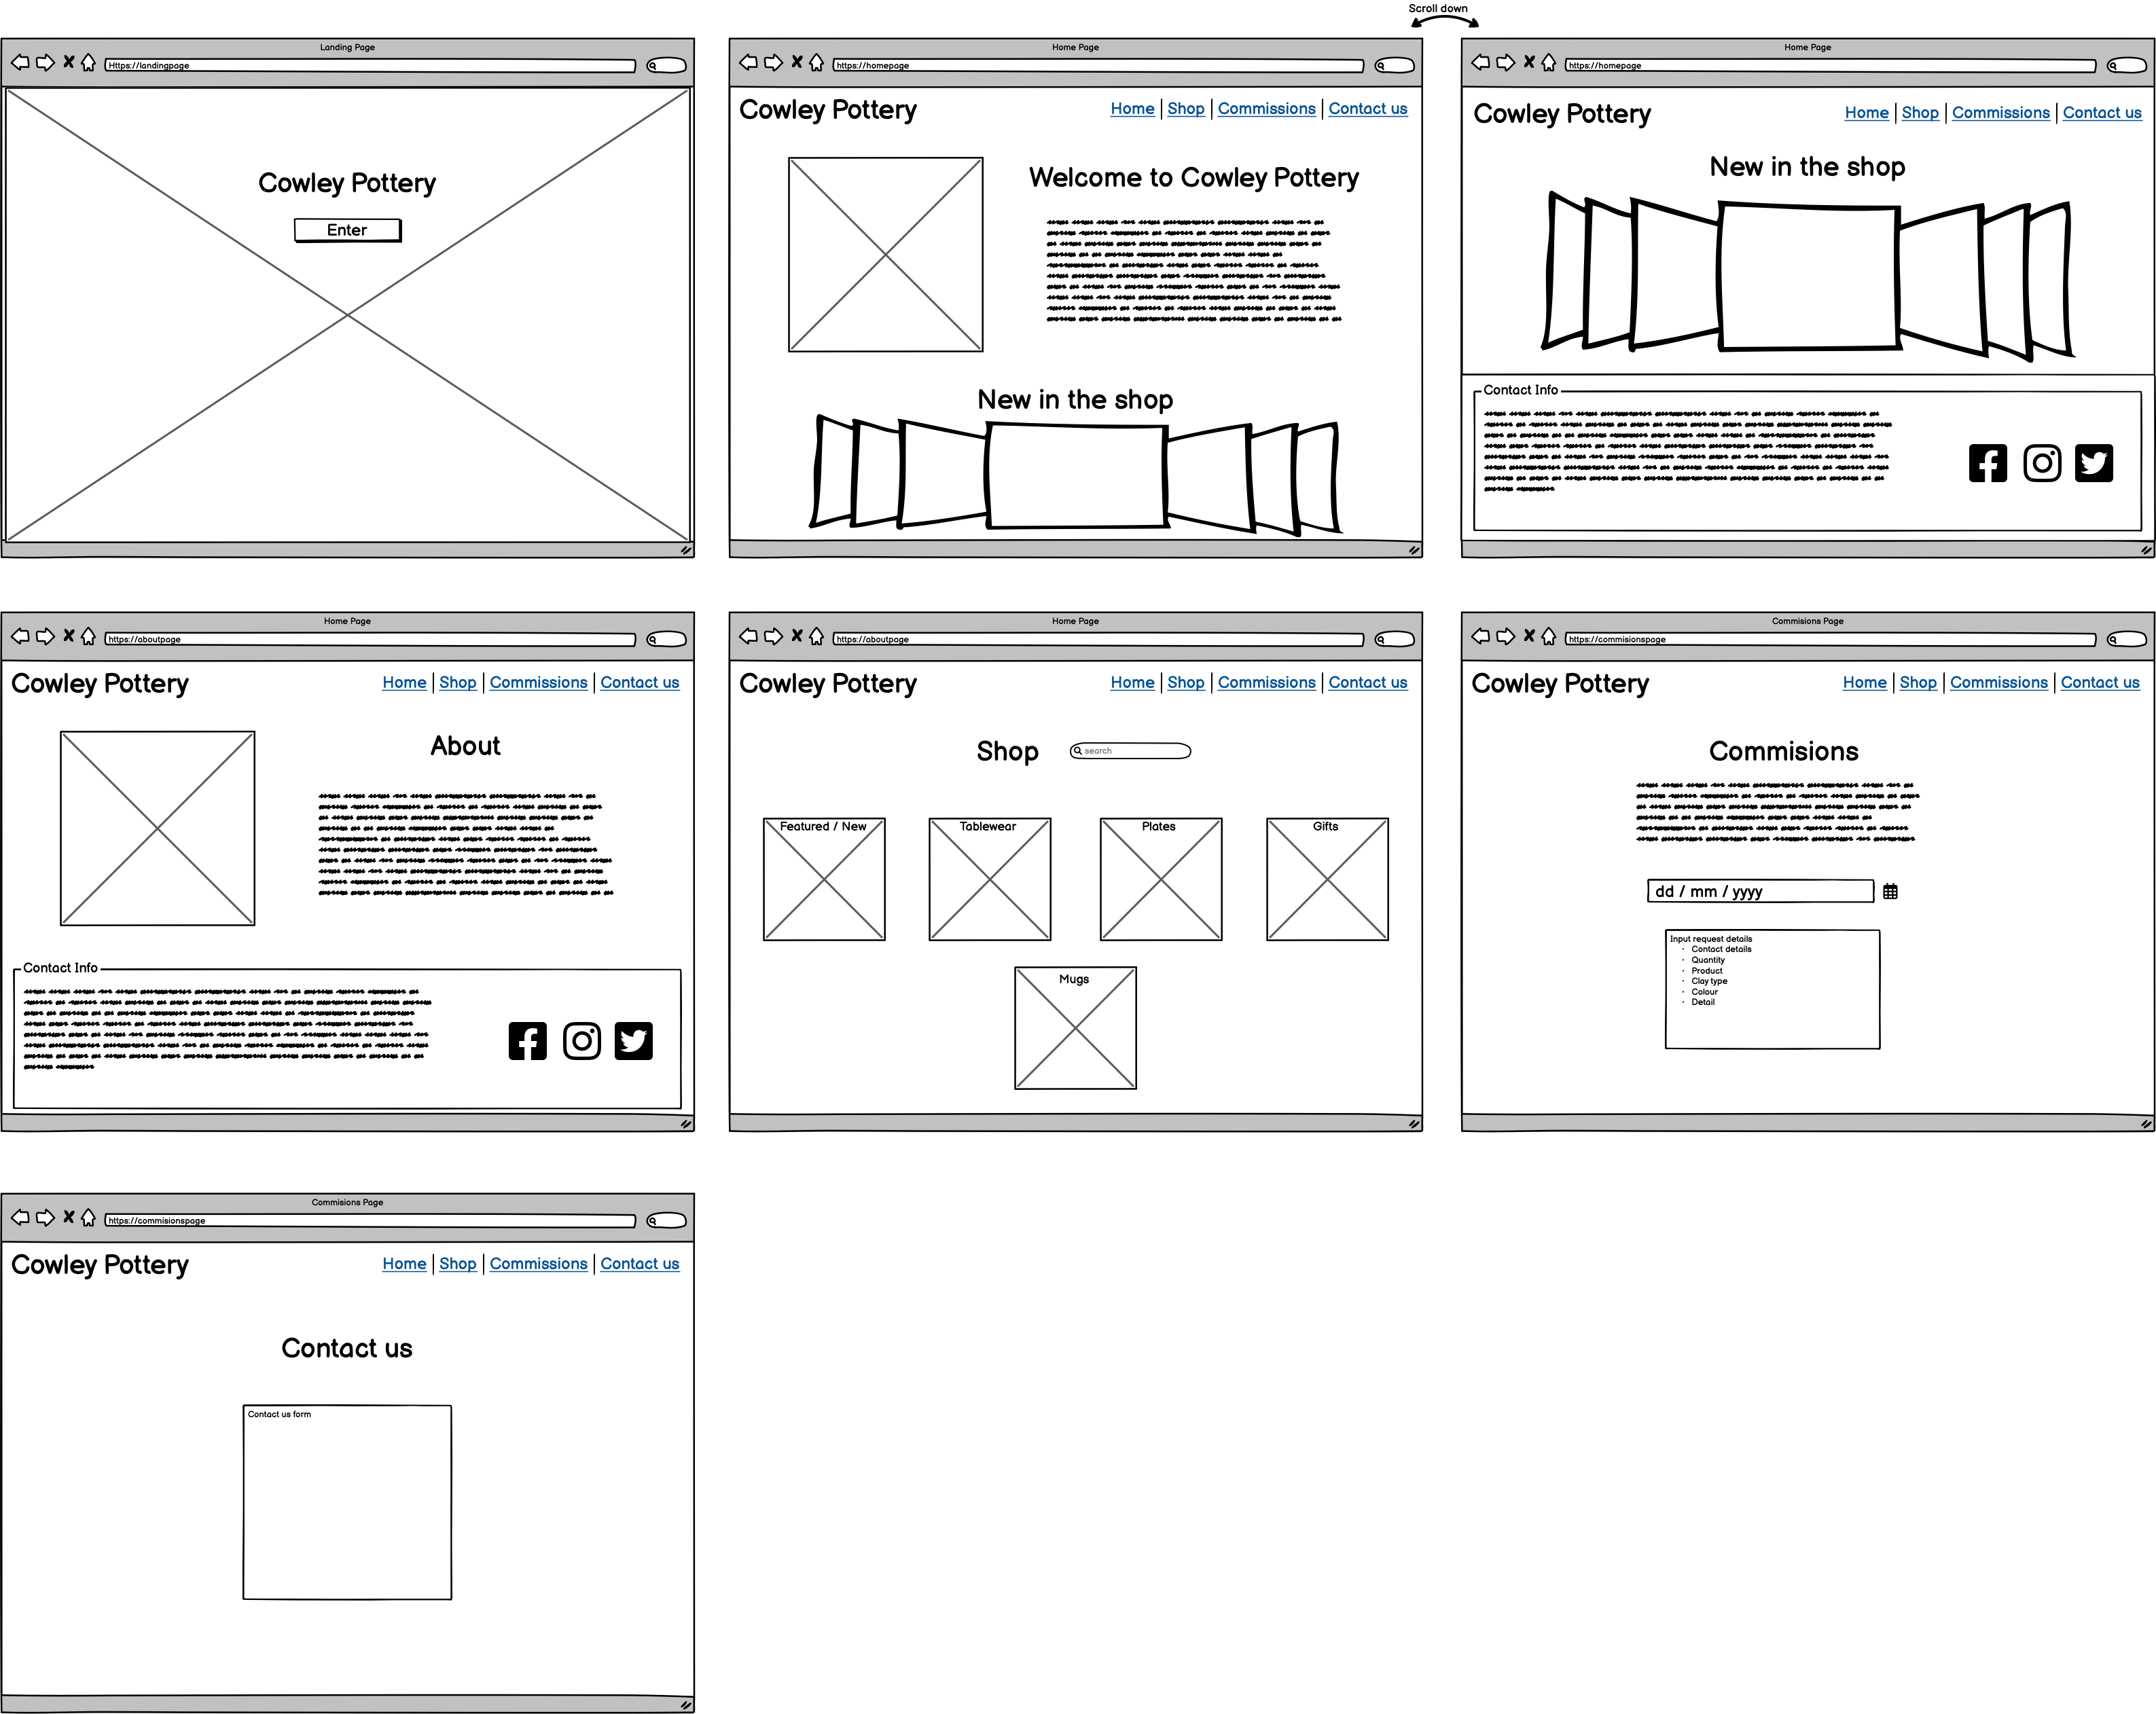 Scroll down
Landing Page
Https://landingpage
Cowley Pottery
Enter
Home Page
https://homepage
Cowley Pottery
Home | Shop | Commissions | Contact us
Welcome to Cowley Pottery
New in the shop
Home Page
https://homepage
Cowley Pottery
Home | Shop | Commissions | Contact us
New in the shop
Contact Info
Home Page
https://aboutpage
Cowley Pottery
Home | Shop | Commissions | Contact us
About
Contact Info
Home Page
https://aboutpage
Cowley Pottery
Home | Shop | Commissions | Contact us
Shop
search
Featured / New
Tablewear
Plates
Gifts
Mugs
Commisions Page
https://commisionspage
Cowley Pottery
Home | Shop | Commissions | Contact us
Commisions
dd / mm / yyyy
Input request details
· Contact details
· Quantity
· Product
· Clay type
· Colour
· Detail
Commisions Page
https://commisionspage
Cowley Pottery
Home | Shop | Commissions | Contact us
Contact us
Contact us form